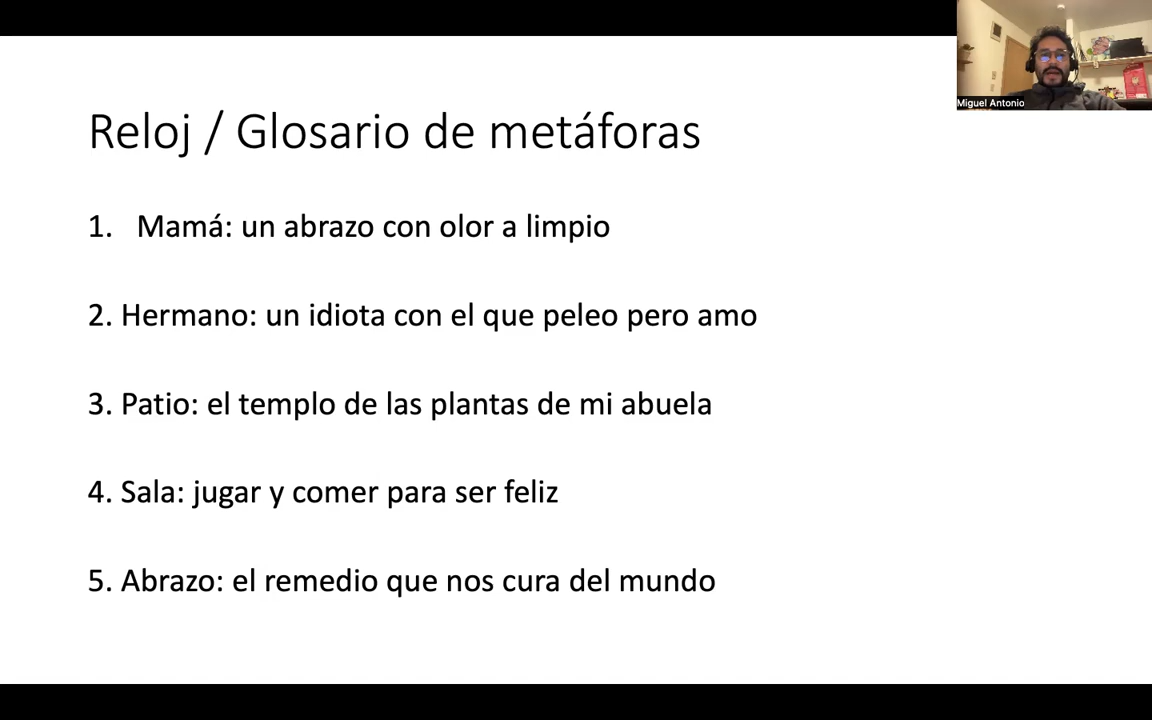 Miguel Antonio
Reloj / Glosario de metáforas
1. Mamá: un abrazo con olor a limpio
2. Hermano: un idiota con el que peleo pero amo
3. Patio: el templo de las plantas de mi abuela
4. Sala: jugar y comer para ser feliz
5. Abrazo: el remedio que nos cura del mundo